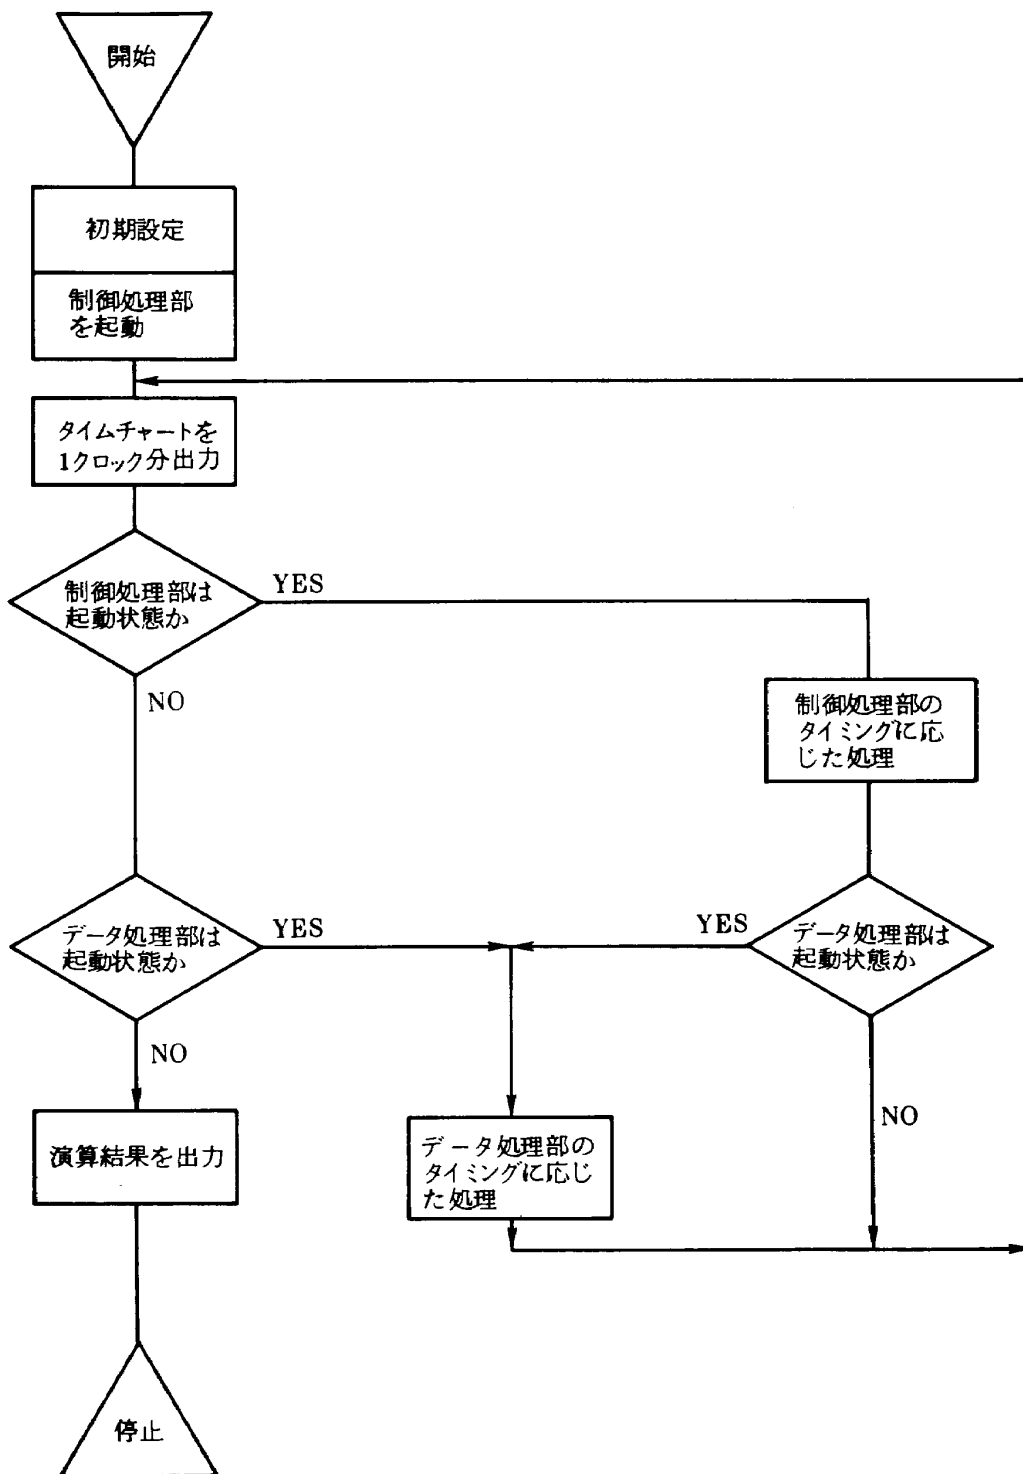 開始
初期設定
制御処理部
を起動
タイムチャートを
1クロック分出力
制御処理部は
起動状態か
YES
NO
制御処理部の
タイミングに応
じた処理
データ処理部は
起動状態か
YES
YES
データ処理部は
起動状態か
NO
NO
演算結果を出力
データ処理部の
タイミングに応じ
た処理
停止